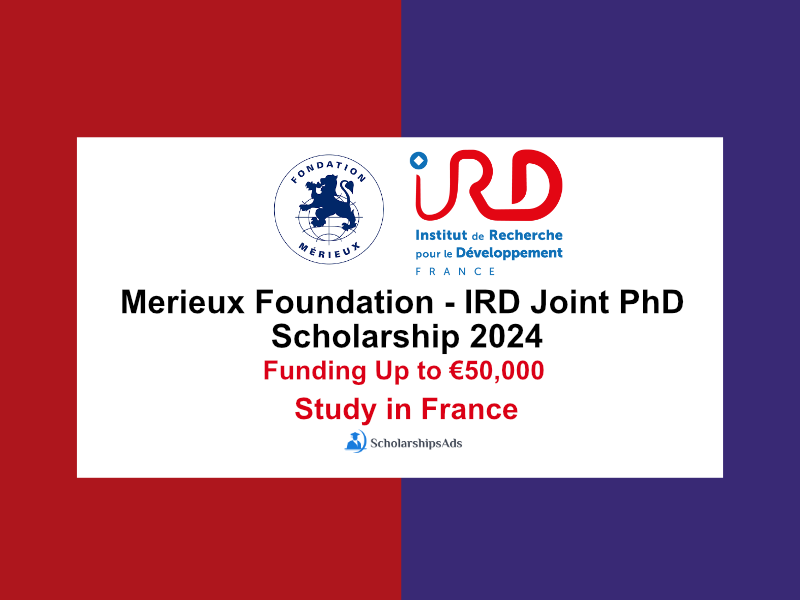 FONDATION
MÉRIEUX
iRD
Institut de Recherche
pour le Développement
FRANCE
Merieux Foundation - IRD Joint PhD
Scholarship 2024
Funding Up to €50,000
Study in France
ScholarshipsAds